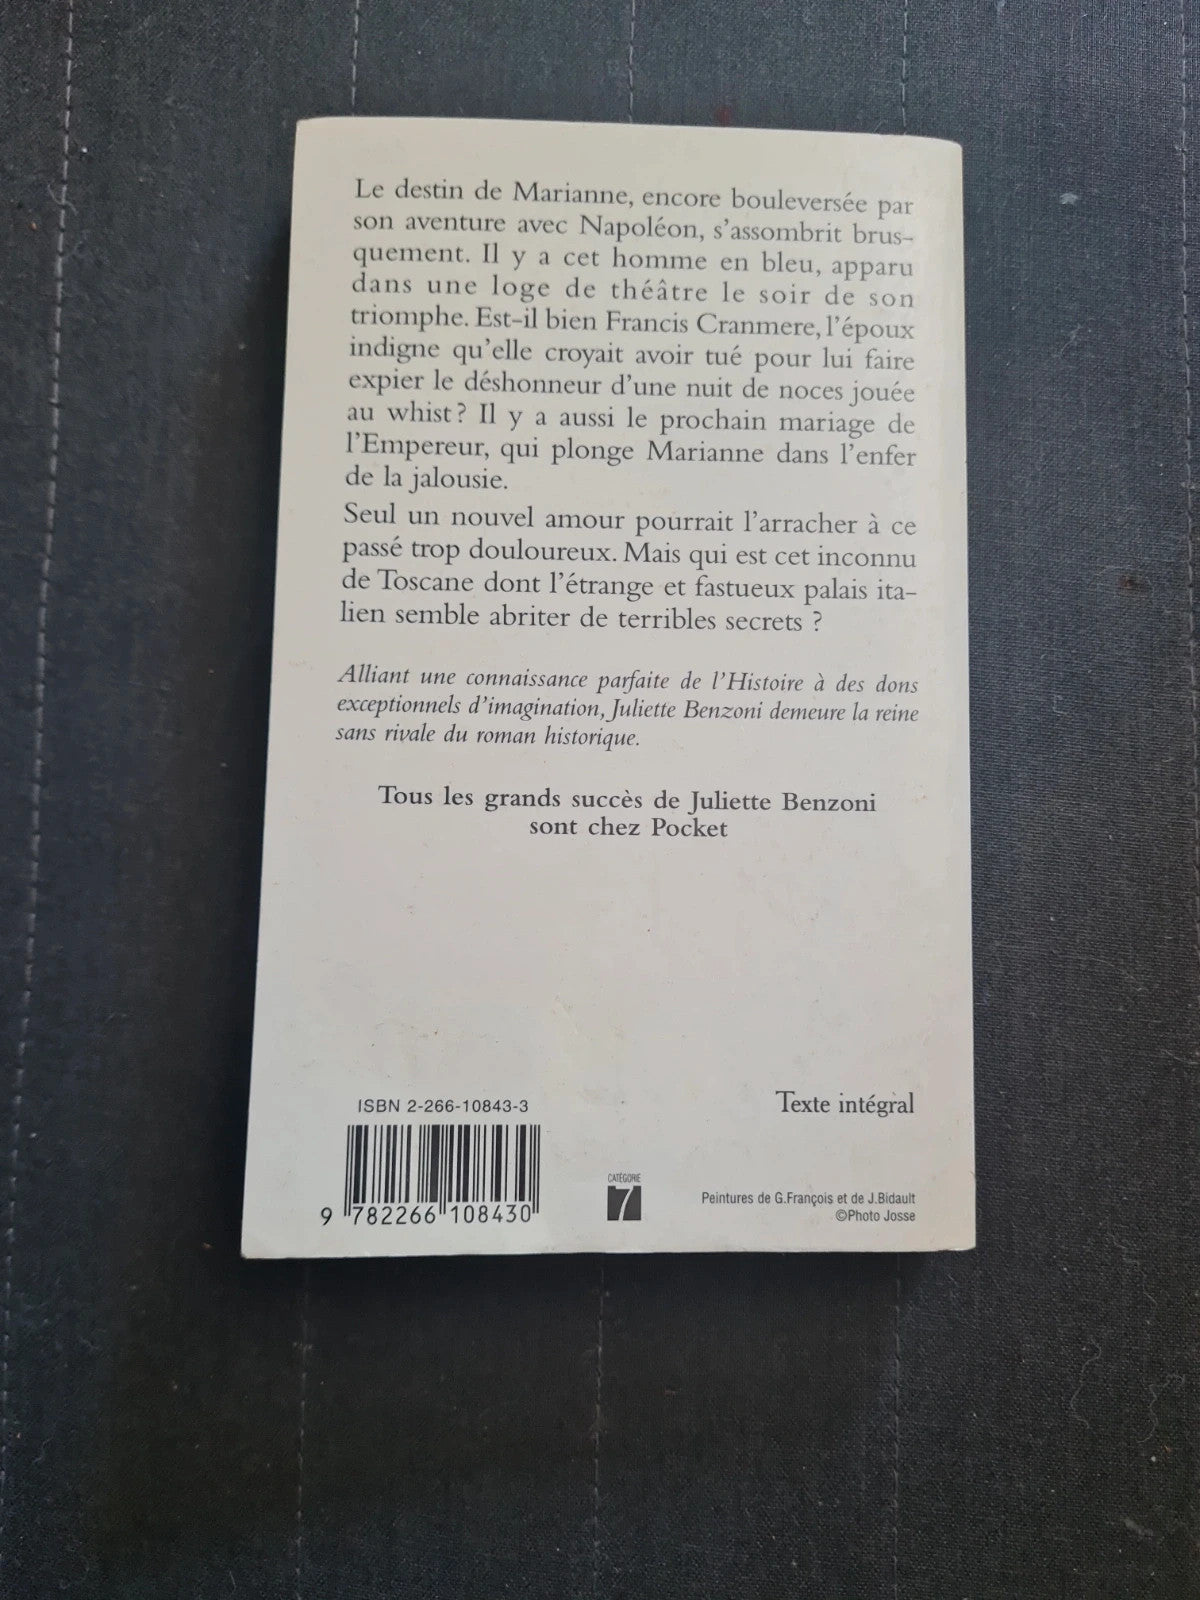 Le destin de Marianne, encore bouleversée par
son aventure avec Napoléon, s'assombrit brus-
quement. Il y a cet homme en bleu, apparu
dans une loge de théâtre le soir de son
triomphe. Est-il bien Francis Cranmere, l'époux
indigne qu'elle croyait avoir tué pour lui faire
expier le déshonneur d'une nuit de noces jouée
au whist ? Il y a aussi le prochain mariage de
l'Empereur, qui plonge Marianne dans l'enfer
de la jalousie.
Seul un nouvel amour pourrait l'arracher à ce
passé trop douloureux. Mais qui est cet inconnu
de Toscane dont l'étrange et fastueux palais ita-
lien semble abriter de terribles secrets ?
Alliant une connaissance parfaite de l'Histoire à des dons
exceptionnels d'imagination, Juliette Benzoni demeure la reine
sans rivale du roman historique.
Tous les grands succès de Juliette Benzoni
sont chez Pocket
ISBN 2-266-10843-3
9 782266 108430
CATÉGORIE
7
Texte intégral
Peintures de G.François et de J.Bidault
©Photo Josse